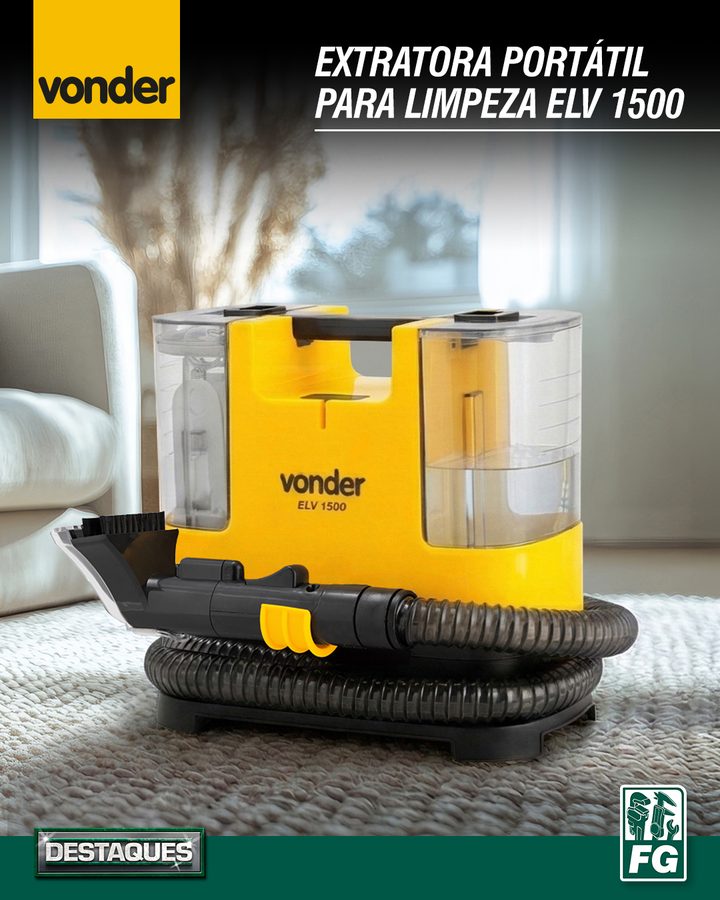 vonder
EXTRATORA PORTÁTIL
PARA LIMPEZA ELV 1500
vonder
ELV 1500
DESTAQUES
FG